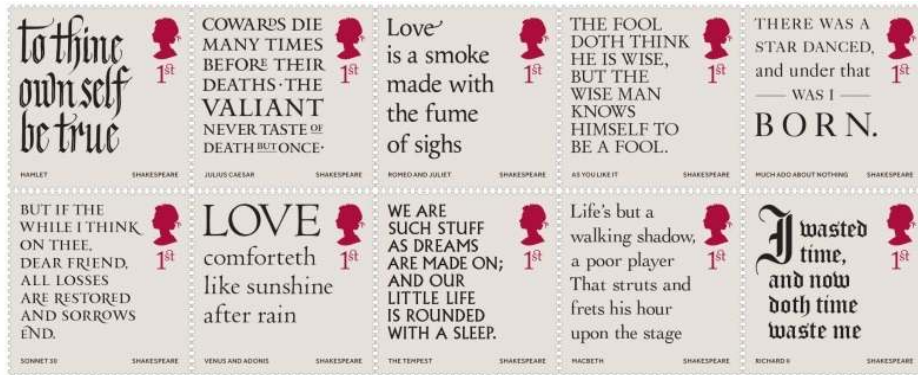 to thine
own self
be true
1st
HAMLET SHAKESPEARE
COWARDS DIE
MANY TIMES
BEFORE THEIR
DEATHS · THE
VALIANT
NEVER TASTE OF
DEATH BUT ONCE ·
1st
JULIUS CAESAR SHAKESPEARE
Love
is a smoke
made with
the fume
of sighs
1st
ROMEO AND JULIET SHAKESPEARE
THE FOOL
DOTH THINK
HE IS WISE,
BUT THE
WISE MAN
KNOWS
HIMSELF TO
BE A FOOL.
1st
AS YOU LIKE IT SHAKESPEARE
THERE WAS A
STAR DANCED,
and under that
— WAS I —
BORN.
1st
MUCH ADO ABOUT NOTHING SHAKESPEARE
BUT IF THE
WHILE I THINK
ON THEE,
DEAR FRIEND,
ALL LOSSES
ARE RESTORED
AND SORROWS
END.
1st
SONNET 30 SHAKESPEARE
LOVE
comforteth
like sunshine
after rain
1st
VENUS AND ADONIS SHAKESPEARE
WE ARE
SUCH STUFF
AS DREAMS
ARE MADE ON;
AND OUR
LITTLE LIFE
IS ROUNDED
WITH A SLEEP.
1st
THE TEMPEST SHAKESPEARE
Life's but a
walking shadow,
a poor player
That struts and
frets his hour
upon the stage
1st
MACBETH SHAKESPEARE
I wasted
time,
and now
doth time
waste me
1st
RICHARD II SHAKESPEARE